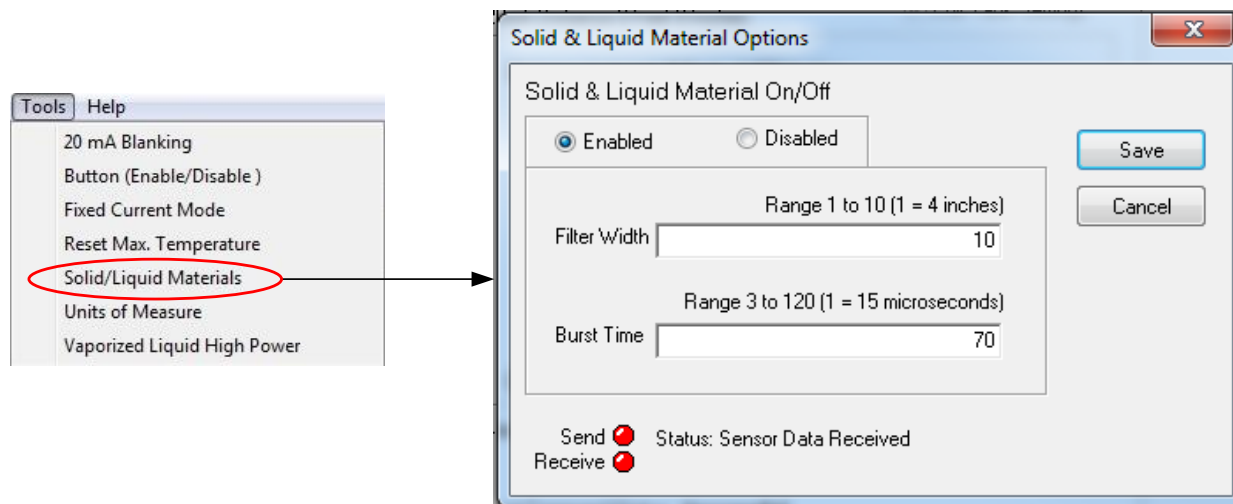 Tools Help
20 mA Blanking
Button (Enable/Disable )
Fixed Current Mode
Reset Max. Temperature
Solid/Liquid Materials
Units of Measure
Vaporized Liquid High Power
Solid & Liquid Material Options
X
Solid & Liquid Material On/Off
Enabled Disabled
Save
Cancel
Range 1 to 10 (1 = 4 inches)
Filter Width 10
Range 3 to 120 (1 = 15 microseconds)
Burst Time 70
Send Status: Sensor Data Received
Receive